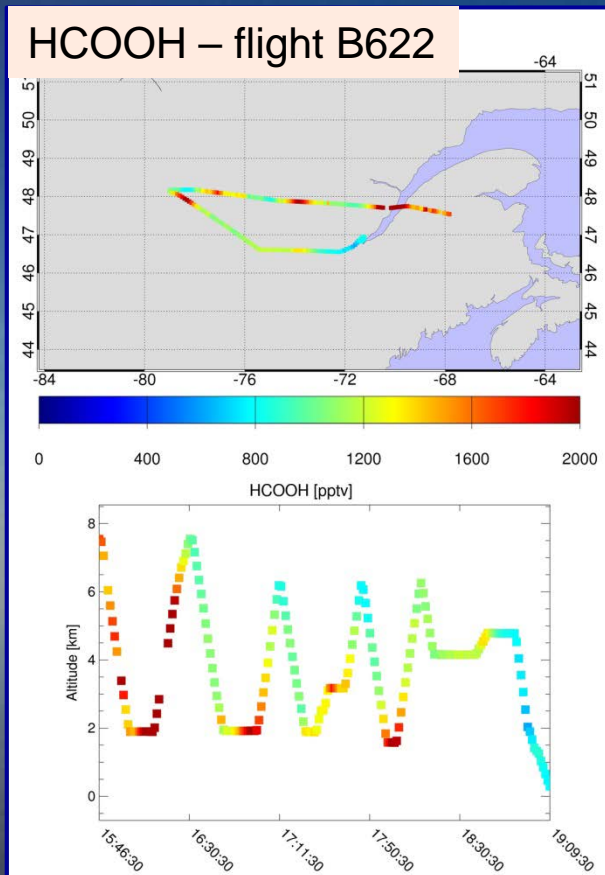 HCOOH – flight B622
-64
51 51
50 50
49 49
48 48
47 47
46 46
45 45
44 44
-84 -80 -76 -72 -68 -64
0 400 800 1200 1600 2000
HCOOH [pptv]
8
6
4
2
0
Altitude [km]
15:46:30 16:30:30 17:11:30 17:50:30 18:30:30 19:09:30